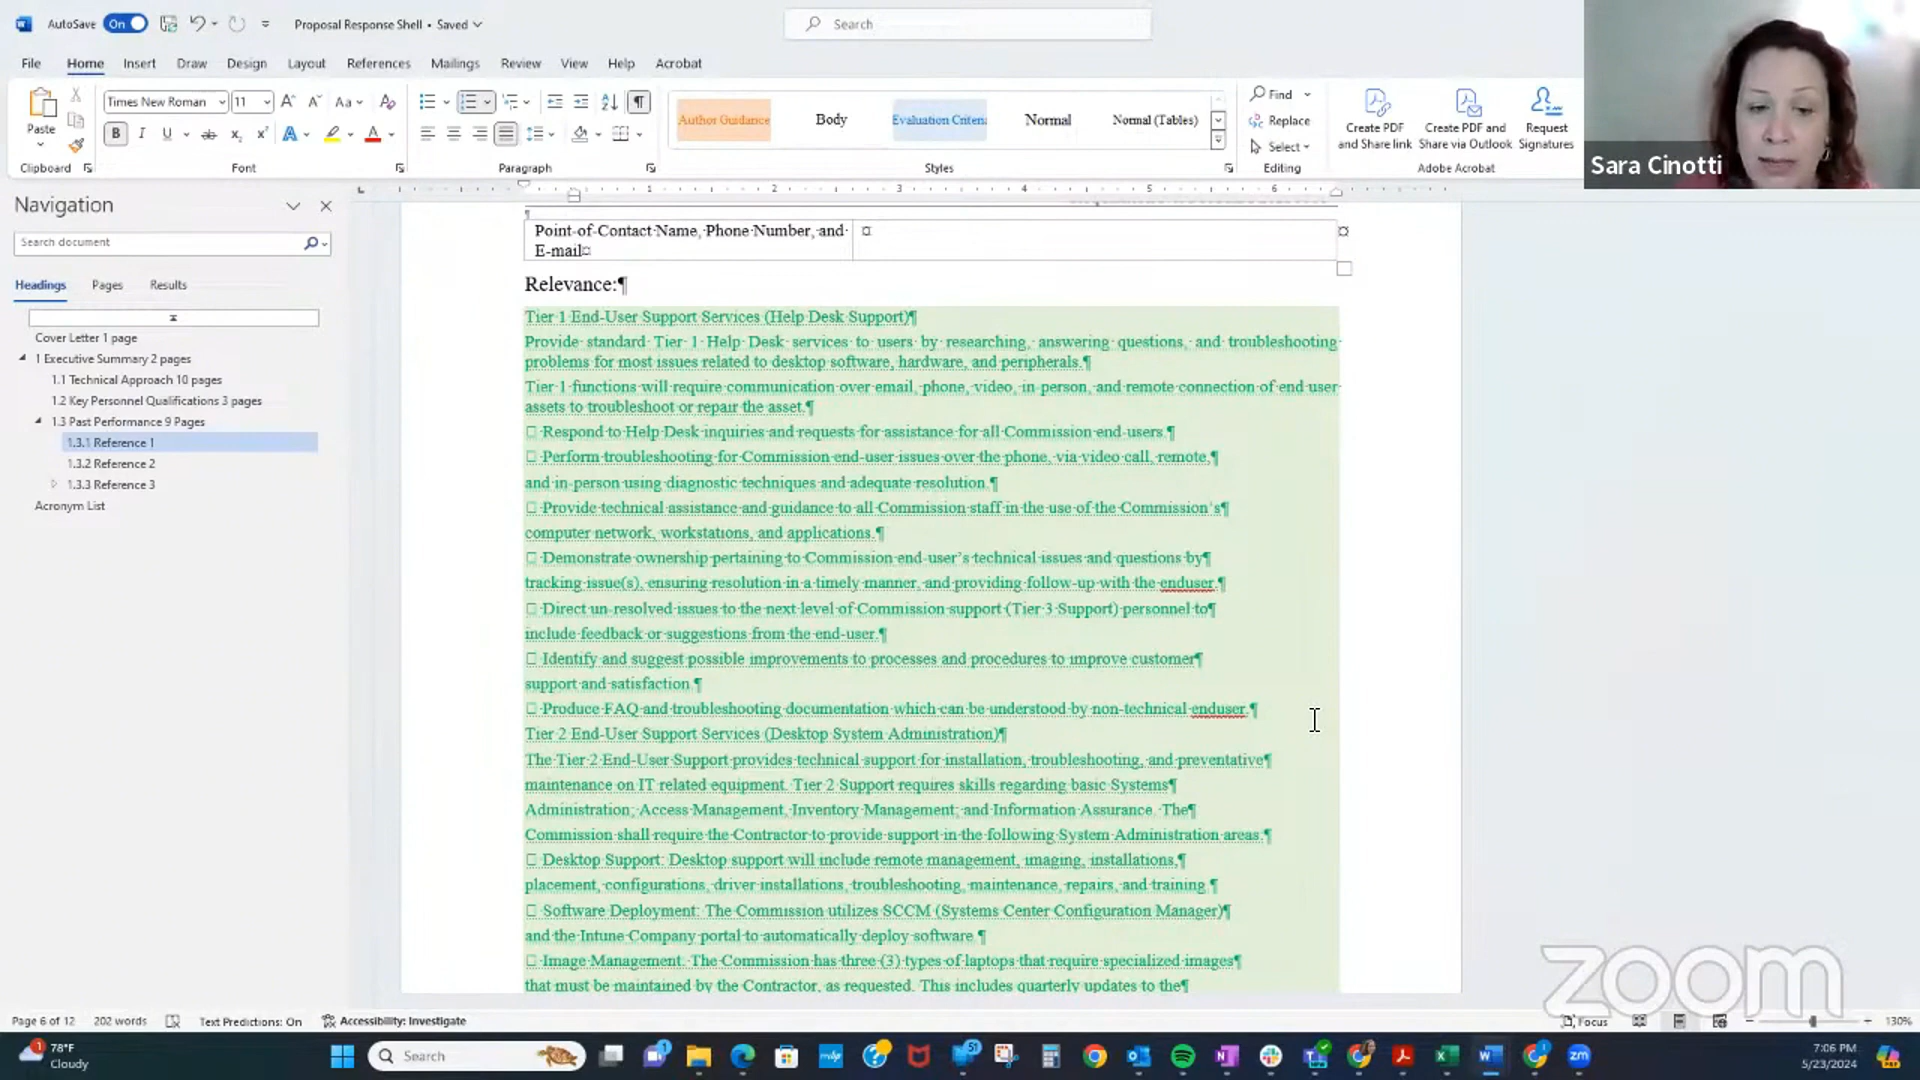 AutoSave On Proposal Response Shell • Saved Search
File Home Insert Draw Design Layout References Mailings Review View Help Acrobat
Paste
Clipboard
Times New Roman 11
Aa
B I U ab x₂ x² A A
Font
Paragraph
Author Guidance Body Evaluation Criteria Normal Normal (Tables)
Styles
Find
Replace
Select
Editing
Create PDF and Share link
Create PDF and Share via Outlook
Request Signatures
Adobe Acrobat
Sara Cinotti
Navigation
Search document
Headings Pages Results
Cover Letter 1 page
1 Executive Summary 2 pages
1.1 Technical Approach 10 pages
1.2 Key Personnel Qualifications 3 pages
1.3 Past Performance 9 Pages
1.3.1 Reference 1
1.3.2 Reference 2
1.3.3 Reference 3
Acronym List
1 2 3 4 5 6
Point-of-Contact Name, Phone Number, and
E-mail¤
Relevance:¶
Tier 1 End-User Support Services (Help Desk Support)¶
Provide standard Tier 1 Help Desk services to users by researching, answering questions, and troubleshooting
problems for most issues related to desktop software, hardware, and peripherals.¶
Tier 1 functions will require communication over email, phone, video, in-person, and remote connection of end user
assets to troubleshoot or repair the asset.¶
□ Respond to Help Desk inquiries and requests for assistance for all Commission end-users.¶
□ Perform troubleshooting for Commission end-user issues over the phone, via video call, remote,¶
and in-person using diagnostic techniques and adequate resolution.¶
□ Provide technical assistance and guidance to all Commission staff in the use of the Commission's¶
computer network, workstations, and applications.¶
□ Demonstrate ownership pertaining to Commission end-user's technical issues and questions by¶
tracking issue(s), ensuring resolution in a timely manner, and providing follow-up with the enduser.¶
□ Direct un-resolved issues to the next level of Commission support (Tier 3 Support) personnel to¶
include feedback or suggestions from the end-user.¶
□ Identify and suggest possible improvements to processes and procedures to improve customer¶
support and satisfaction.¶
□ Produce FAQ and troubleshooting documentation which can be understood by non-technical enduser.¶
Tier 2 End-User Support Services (Desktop System Administration)¶
The Tier 2 End-User Support provides technical support for installation, troubleshooting, and preventative¶
maintenance on IT related equipment. Tier 2 Support requires skills regarding basic Systems¶
Administration; Access Management, Inventory Management; and Information Assurance. The¶
Commission shall require the Contractor to provide support in the following System Administration areas.¶
□ Desktop Support: Desktop support will include remote management, imaging, installations,¶
placement, configurations, driver installations, troubleshooting, maintenance, repairs, and training.¶
□ Software Deployment: The Commission utilizes SCCM (Systems Center Configuration Manager)¶
and the Intune Company portal to automatically deploy software.¶
□ Image Management. The Commission has three (3) types of laptops that require specialized images¶
that must be maintained by the Contractor, as requested. This includes quarterly updates to the¶
zoom
Page 6 of 12 202 words Text Predictions: On Accessibility: Investigate Focus 130%
78°F
Cloudy
Search
7:06 PM
5/23/2024